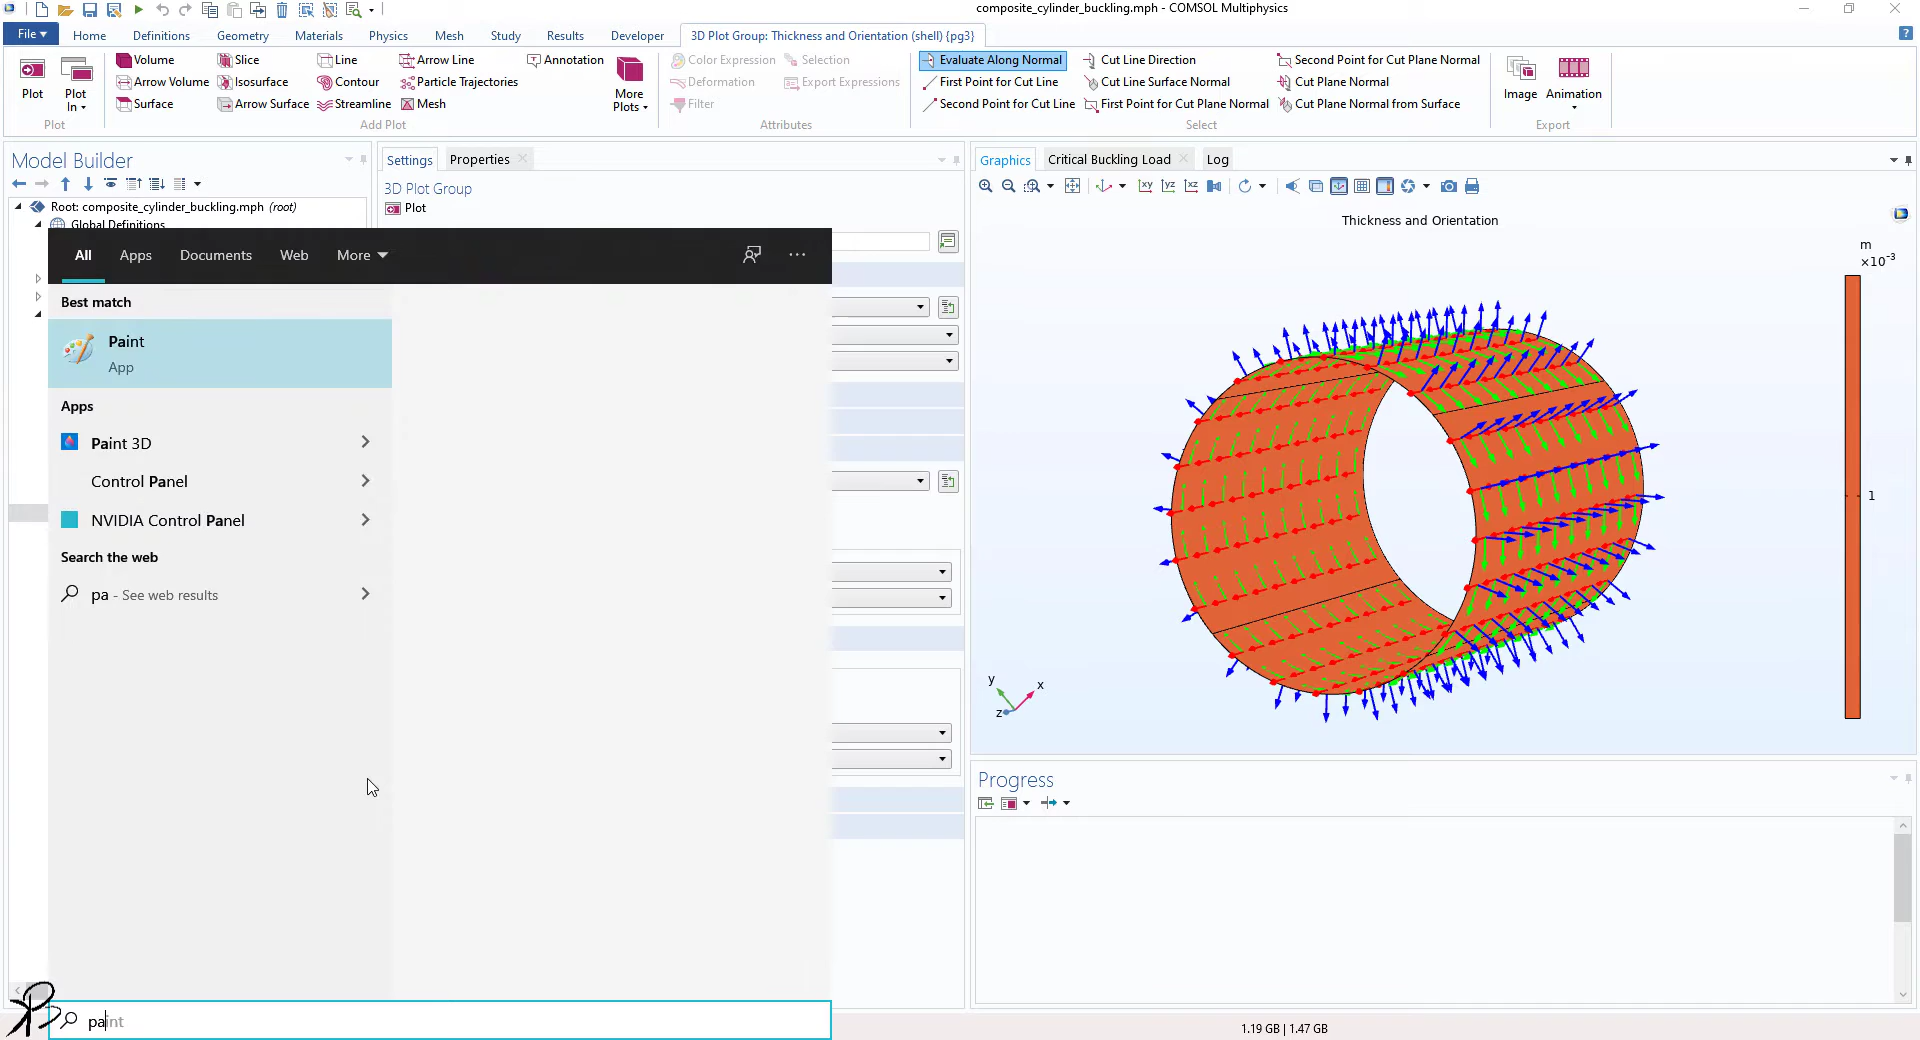 composite_cylinder_buckling.mph - COMSOL Multiphysics
File
Home
Definitions
Geometry
Materials
Physics
Mesh
Study
Results
Developer
3D Plot Group: Thickness and Orientation (shell) {pg3}
Plot
Plot In
Plot
Volume
Arrow Volume
Surface
Slice
Isosurface
Arrow Surface
Line
Contour
Streamline
Arrow Line
Particle Trajectories
Mesh
Annotation
More Plots
Add Plot
Color Expression
Deformation
Filter
Selection
Export Expressions
Attributes
Evaluate Along Normal
First Point for Cut Line
Second Point for Cut Line
Cut Line Direction
Cut Line Surface Normal
First Point for Cut Plane Normal
Second Point for Cut Plane Normal
Cut Plane Normal
Cut Plane Normal from Surface
Select
Image
Animation
Export
Model Builder
Root: composite_cylinder_buckling.mph (root)
Global Definitions
Settings
Properties
3D Plot Group
Plot
Graphics
Critical Buckling Load
Log
xy
yz
xz
Thickness and Orientation
m
×10⁻³
1
y
x
z
Progress
1.19 GB | 1.47 GB
All
Apps
Documents
Web
More
Best match
Paint
App
Apps
Paint 3D
Control Panel
NVIDIA Control Panel
Search the web
pa - See web results
paint